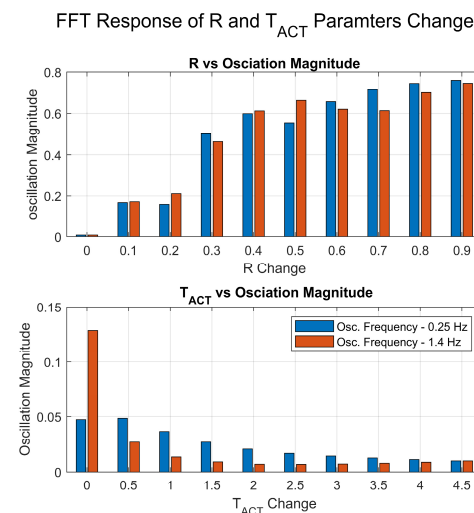 FFT Response of R and T_ACT Paramters Change
R vs Osciation Magnitude
oscillation Magnitude
0.8
0.6
0.4
0.2
0
0 0.1 0.2 0.3 0.4 0.5 0.6 0.7 0.8 0.9
R Change
T_ACT vs Osciation Magnitude
Oscillation Magnitude
0.15
0.1
0.05
0
Osc. Frequency - 0.25 Hz
Osc. Frequency - 1.4 Hz
0 0.5 1 1.5 2 2.5 3 3.5 4 4.5
T_ACT Change